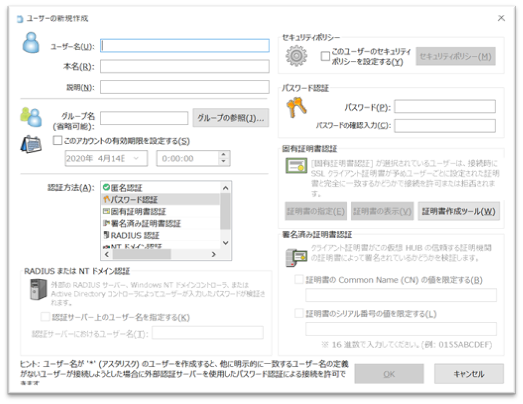 ユーザーの新規作成
ユーザー名(U):
本名(R):
説明(N):
グループ名
(省略可能):
グループの参照(J)...
このアカウントの有効期限を設定する(S)
2020年 4月14日
0:00:00
認証方法(A):
匿名認証
パスワード認証
固有証明書認証
署名済み証明書認証
RADIUS 認証
NT ドメイン認証
RADIUS または NT ドメイン認証
外部の RADIUS サーバー、Windows NT ドメインコントローラ、または
Active Directory コントローラによってユーザーが入力したパスワードが検証さ
れます。
認証サーバー上のユーザー名を指定する(K)
認証サーバーにおけるユーザー名(T):
セキュリティポリシー
このユーザーのセキュリティ
ポリシーを設定する(Y)
セキュリティポリシー(M)
パスワード認証
パスワード(P):
パスワードの確認入力(C):
固有証明書認証
[固有証明書認証] が選択されているユーザーは、接続時に
SSL クライアント証明書が予めユーザーごとに設定された証明
書と完全に一致するかどうかで接続を許可または拒否されま
す。
証明書の指定(E)
証明書の表示(V)
証明書作成ツール(W)
署名済み証明書認証
クライアント証明書がこの仮想 HUB の信頼する証明機関
の証明書によって署名されているかどうかを検証します。
証明書の Common Name (CN) の値を限定する(B)
証明書のシリアル番号の値を限定する(L)
※ 16 進数で入力してください。(例: 0155ABCDEF)
ヒント: ユーザー名が '*' (アスタリスク) のユーザーを作成すると、他に明示的に一致するユーザー名の定義
がないユーザーが接続しようとした場合に外部認証サーバーを使用したパスワード認証による接続を許可で
きます。
OK
キャンセル